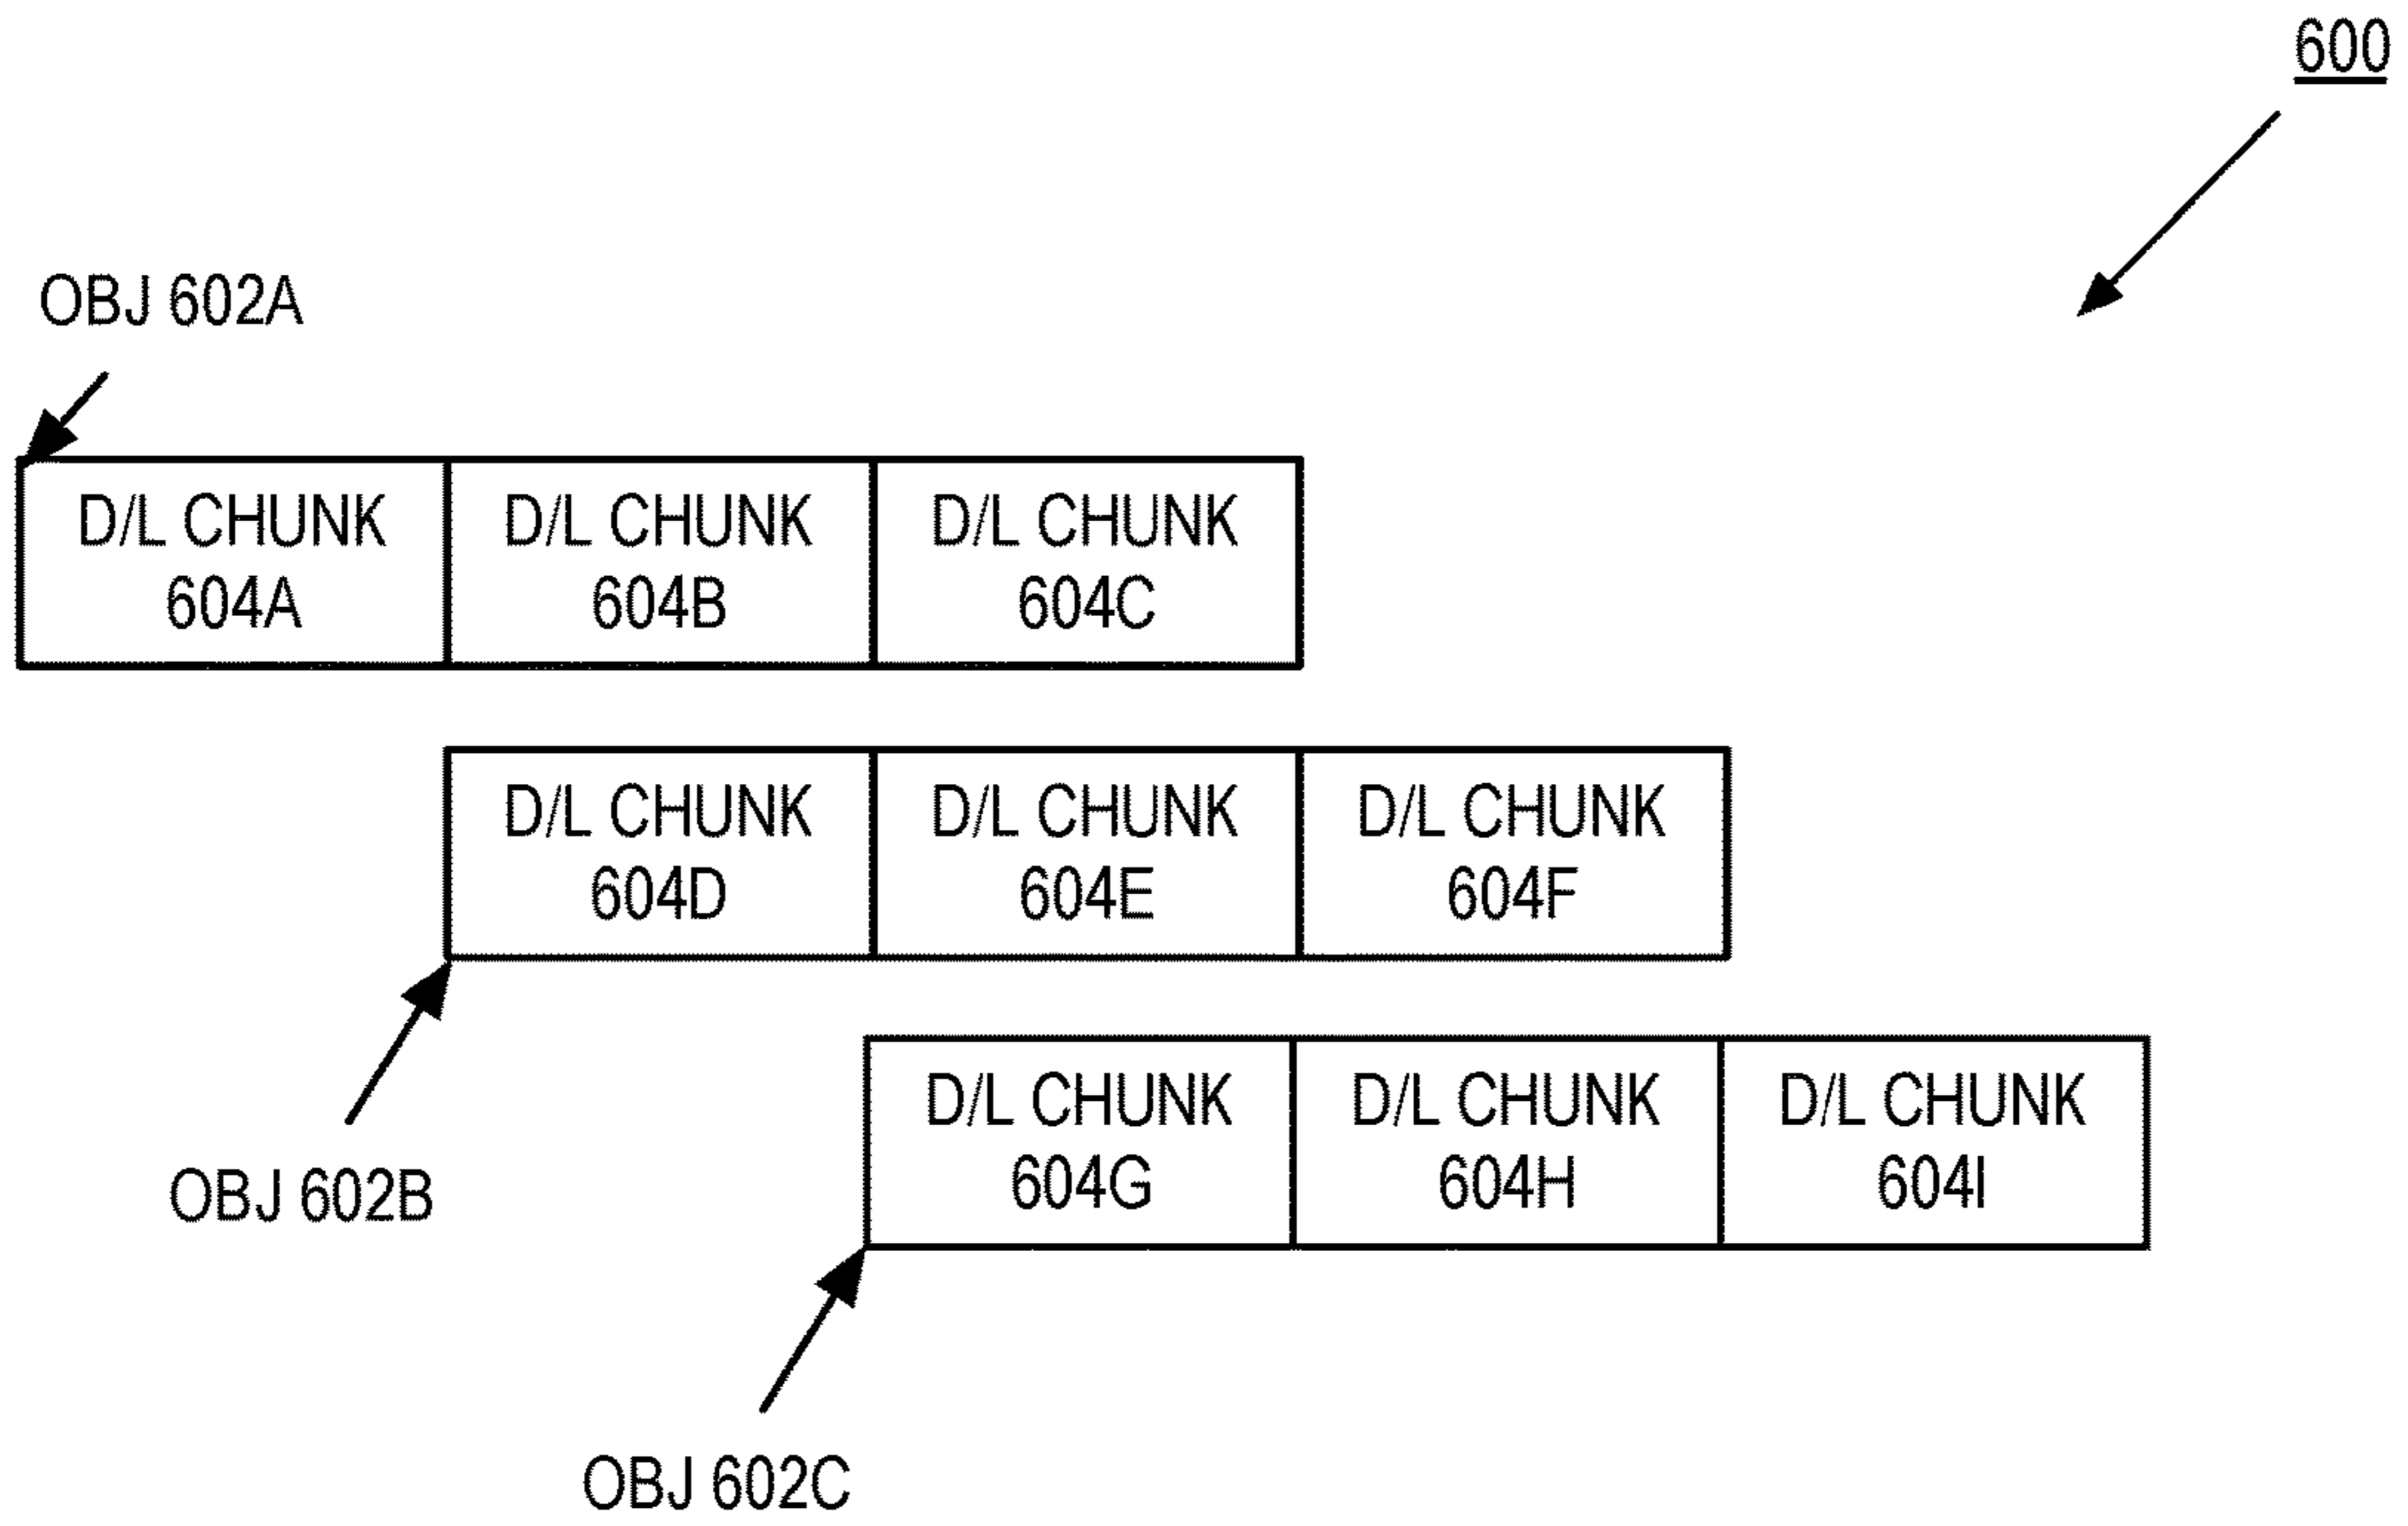 600
OBJ 602A
D/L CHUNK 604A
D/L CHUNK 604B
D/L CHUNK 604C
D/L CHUNK 604D
D/L CHUNK 604E
D/L CHUNK 604F
OBJ 602B
D/L CHUNK 604G
D/L CHUNK 604H
D/L CHUNK 604I
OBJ 602C